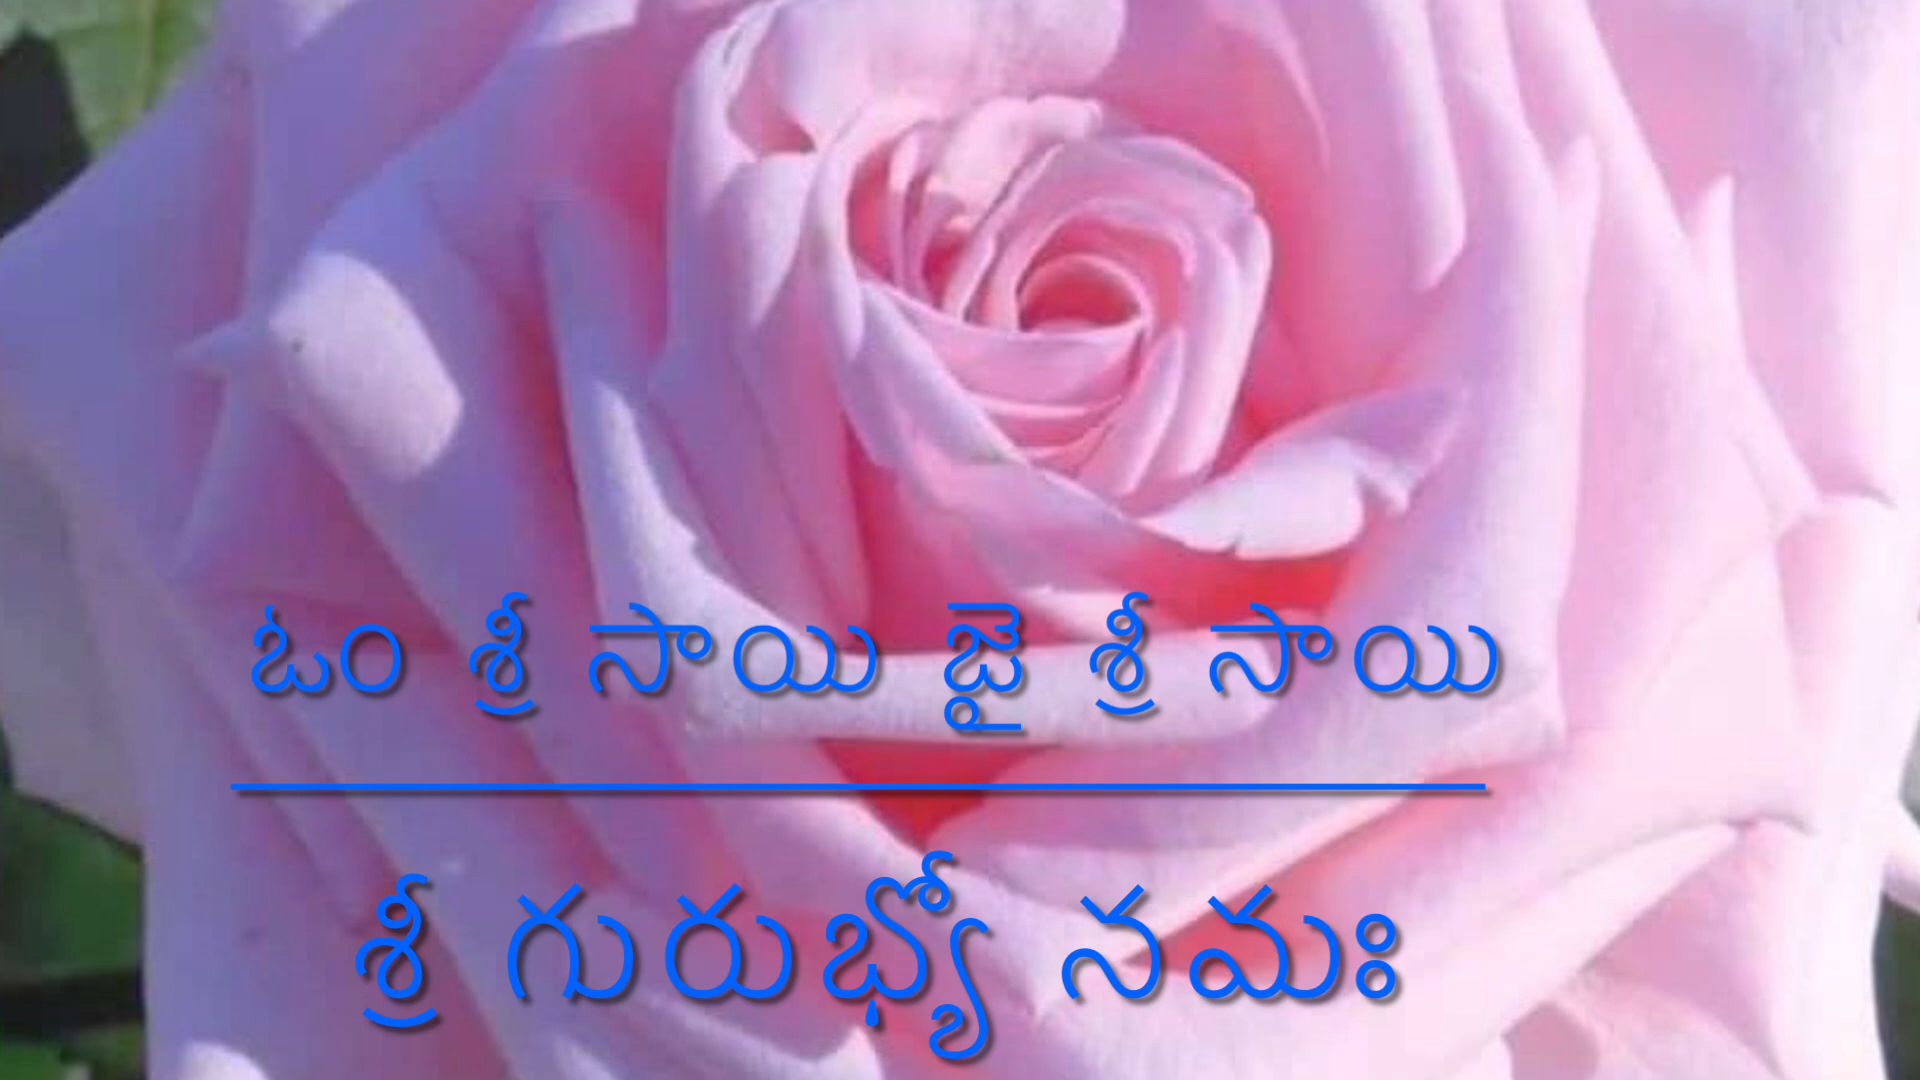 ఓం శ్రీ సాయి జై శ్రీ సాయి
శ్రీ గురుభ్యో నమః